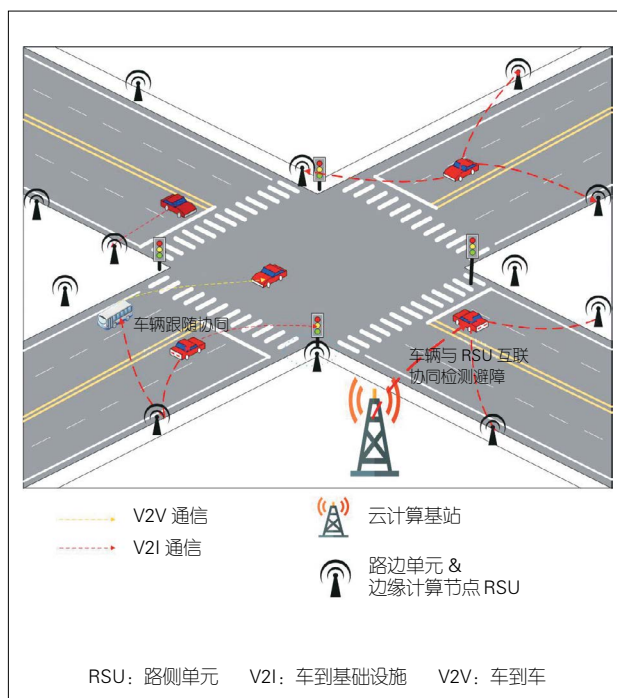 车辆跟随协同
车辆与 RSU 互联
协同检测避障
V2V 通信
V2I 通信
云计算基站
路边单元 &
边缘计算节点 RSU
RSU：路侧单元 V2I：车到基础设施 V2V：车到车